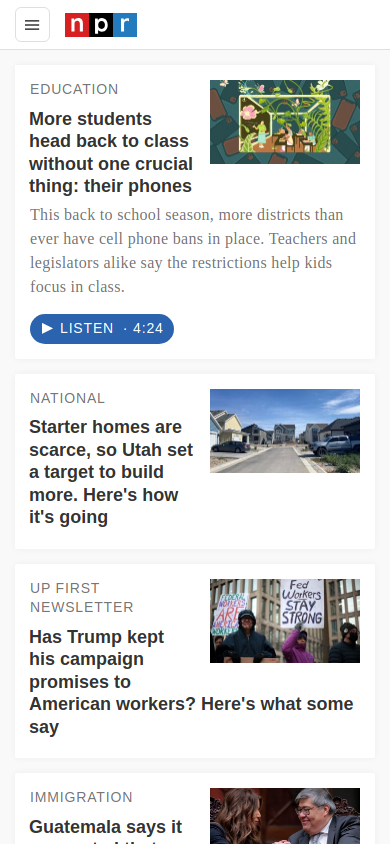 npr
EDUCATION
More students
head back to class
without one crucial
thing: their phones
This back to school season, more districts than
ever have cell phone bans in place. Teachers and
legislators alike say the restrictions help kids
focus in class.
LISTEN · 4:24
NATIONAL
Starter homes are
scarce, so Utah set
a target to build
more. Here's how
it's going
UP FIRST
NEWSLETTER
Has Trump kept
his campaign
promises to
American workers? Here's what some
say
FEDERAL
WORKERS
ARE
Fed
Workers
STAY
STRONG
IMMIGRATION
Guatemala says it